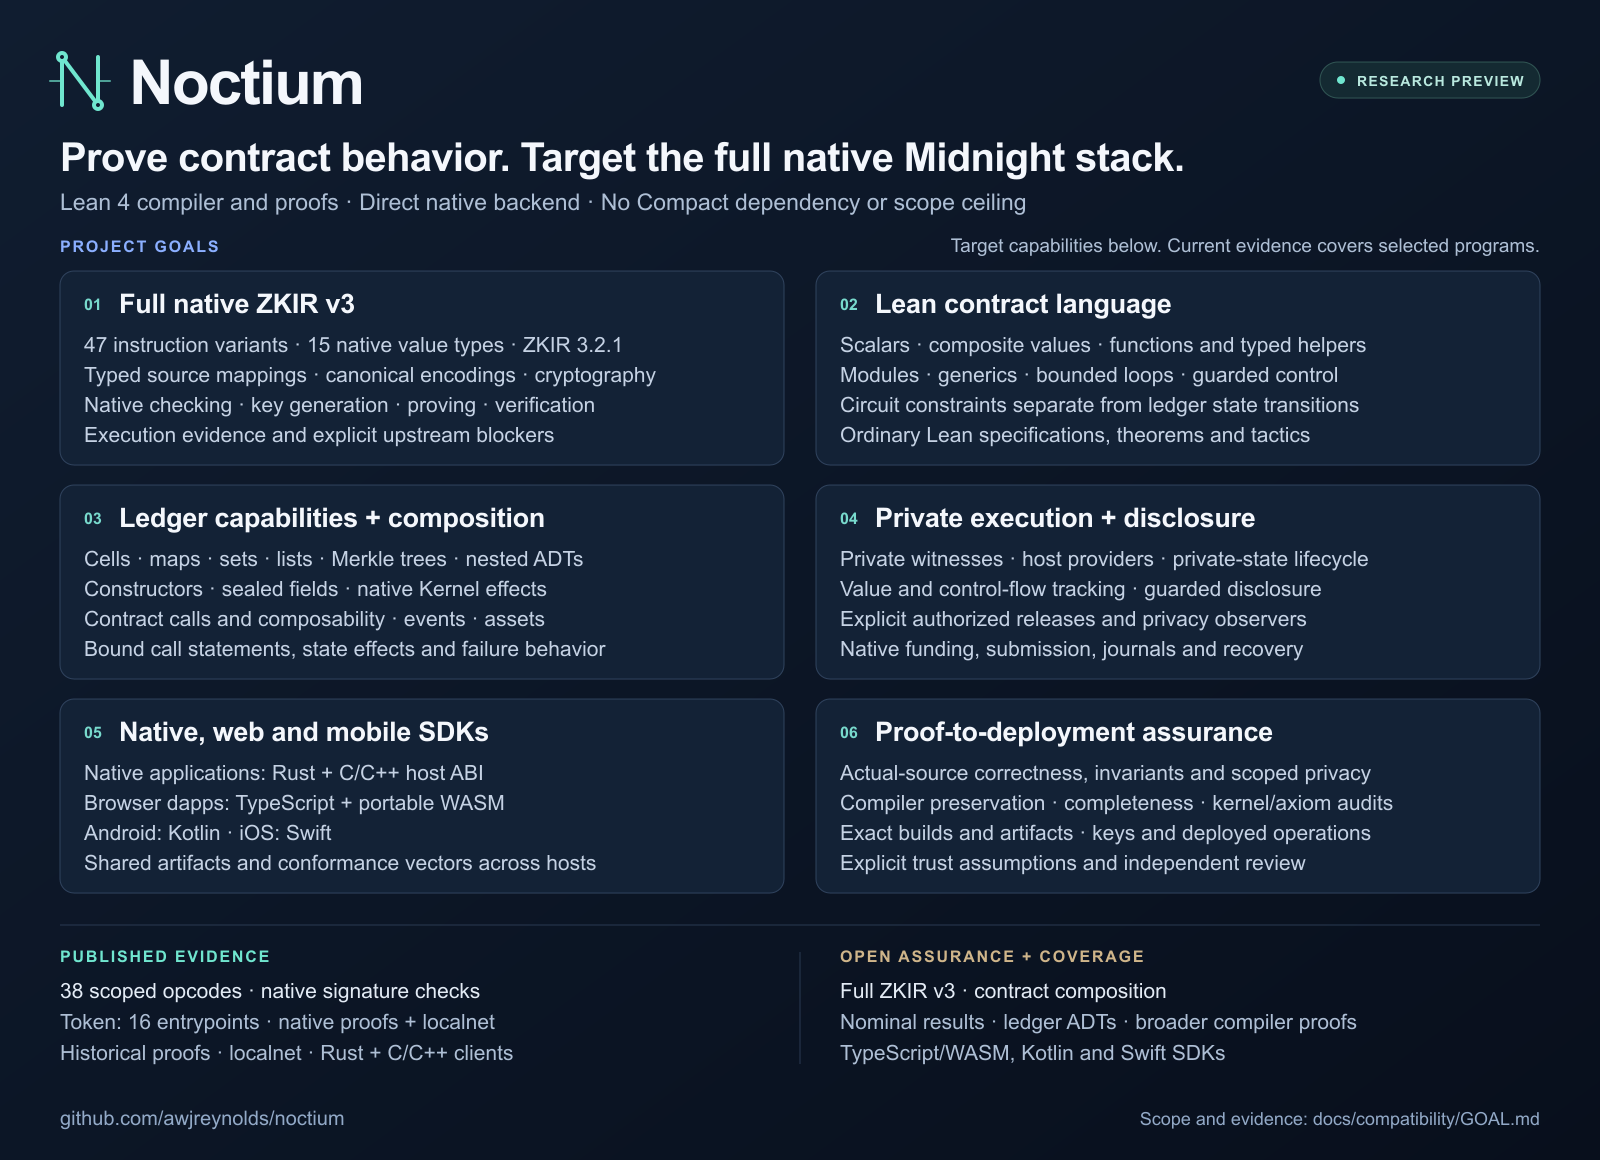 Noctium
RESEARCH PREVIEW
Prove contract behavior. Target the full native Midnight stack.
Lean 4 compiler and proofs · Direct native backend · No Compact dependency or scope ceiling
PROJECT GOALS
Target capabilities below. Current evidence covers selected programs.
01 Full native ZKIR v3
47 instruction variants · 15 native value types · ZKIR 3.2.1
Typed source mappings · canonical encodings · cryptography
Native checking · key generation · proving · verification
Execution evidence and explicit upstream blockers
02 Lean contract language
Scalars · composite values · functions and typed helpers
Modules · generics · bounded loops · guarded control
Circuit constraints separate from ledger state transitions
Ordinary Lean specifications, theorems and tactics
03 Ledger capabilities + composition
Cells · maps · sets · lists · Merkle trees · nested ADTs
Constructors · sealed fields · native Kernel effects
Contract calls and composability · events · assets
Bound call statements, state effects and failure behavior
04 Private execution + disclosure
Private witnesses · host providers · private-state lifecycle
Value and control-flow tracking · guarded disclosure
Explicit authorized releases and privacy observers
Native funding, submission, journals and recovery
05 Native, web and mobile SDKs
Native applications: Rust + C/C++ host ABI
Browser dapps: TypeScript + portable WASM
Android: Kotlin · iOS: Swift
Shared artifacts and conformance vectors across hosts
06 Proof-to-deployment assurance
Actual-source correctness, invariants and scoped privacy
Compiler preservation · completeness · kernel/axiom audits
Exact builds and artifacts · keys and deployed operations
Explicit trust assumptions and independent review
PUBLISHED EVIDENCE
38 scoped opcodes · native signature checks
Token: 16 entrypoints · native proofs + localnet
Historical proofs · localnet · Rust + C/C++ clients
OPEN ASSURANCE + COVERAGE
Full ZKIR v3 · contract composition
Nominal results · ledger ADTs · broader compiler proofs
TypeScript/WASM, Kotlin and Swift SDKs
github.com/awjreynolds/noctium
Scope and evidence: docs/compatibility/GOAL.md